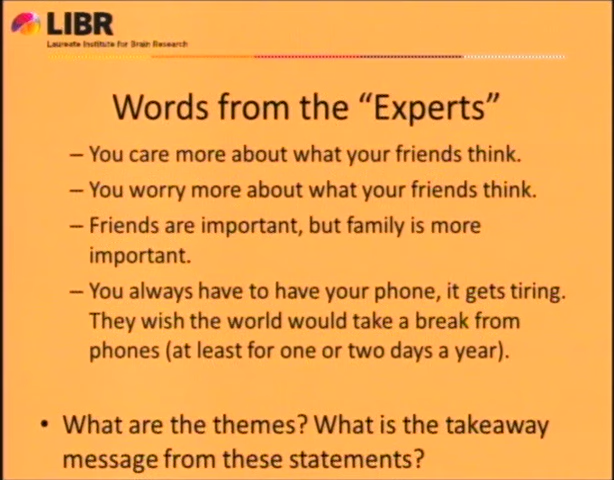 LIBR
Laureate Institute for Brain Research
Words from the “Experts”
– You care more about what your friends think.
– You worry more about what your friends think.
– Friends are important, but family is more
important.
– You always have to have your phone, it gets tiring.
They wish the world would take a break from
phones (at least for one or two days a year).
• What are the themes? What is the takeaway
message from these statements?